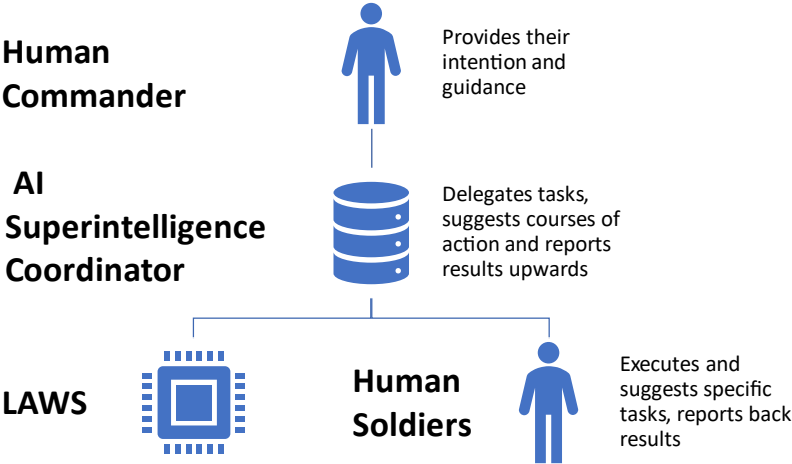 Human
Commander
Provides their
intention and
guidance
AI
Superintelligence
Coordinator
Delegates tasks,
suggests courses of
action and reports
results upwards
LAWS
Human
Soldiers
Executes and
suggests specific
tasks, reports back
results